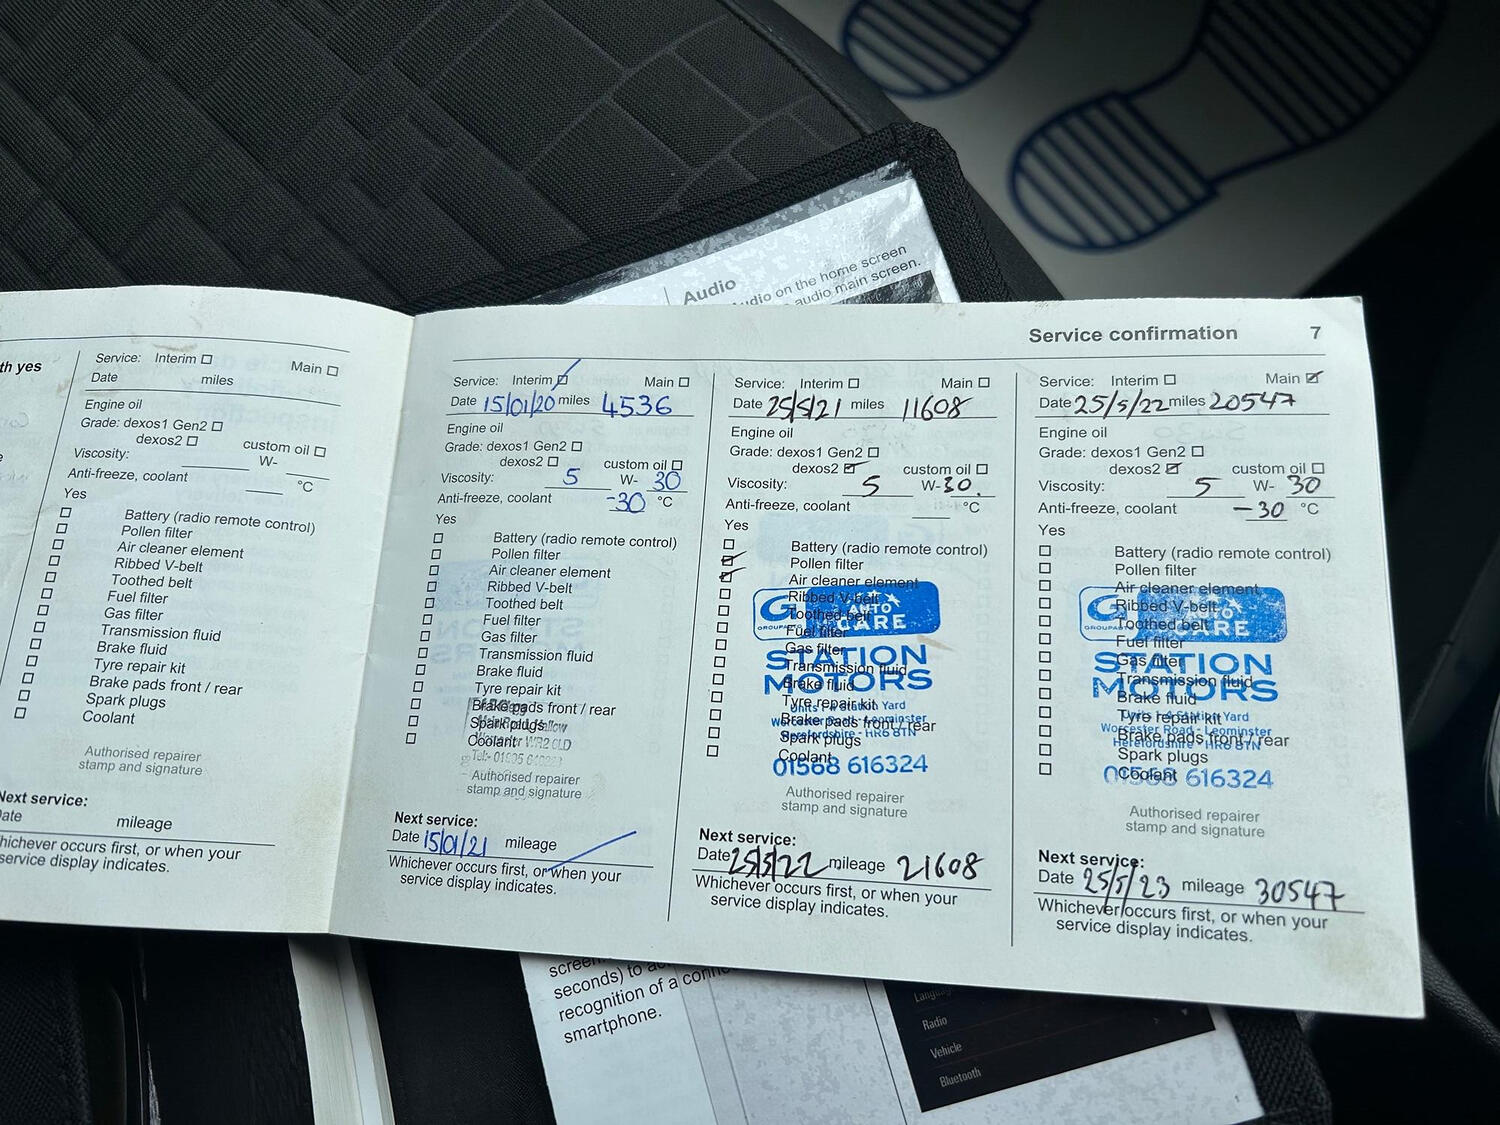 Audio
udio on the home screen
audio main screen.
Service confirmation 7
th yes
Service: Interim Main
Date miles
Engine oil
Grade: dexos1 Gen2
dexos2 custom oil
Viscosity: W-
Anti-freeze, coolant °C
Yes
Battery (radio remote control)
Pollen filter
Air cleaner element
Ribbed V-belt
Toothed belt
Fuel filter
Gas filter
Transmission fluid
Brake fluid
Tyre repair kit
Brake pads front / rear
Spark plugs
Coolant
Authorised repairer
stamp and signature
Next service:
ate mileage
hichever occurs first, or when your
service display indicates.
Service: Interim Main
Date 15/01/20 miles 4536
Engine oil
Grade: dexos1 Gen2
dexos2 custom oil
Viscosity: 5 W- 30
Anti-freeze, coolant -30 °C
Yes
Battery (radio remote control)
Pollen filter
Air cleaner element
Ribbed V-belt
Toothed belt
Fuel filter
Gas filter
Transmission fluid
Brake fluid
Tyre repair kit
Brake pads front / rear
Spark plugs
Coolant
Authorised repairer
stamp and signature
Next service:
Date 15/01/21 mileage
Whichever occurs first, or when your
service display indicates.
Service: Interim Main
Date 25/5/21 miles 11608
Engine oil
Grade: dexos1 Gen2
dexos2 custom oil
Viscosity: 5 W-30.
Anti-freeze, coolant °C
Yes
Battery (radio remote control)
Pollen filter
Air cleaner element
Ribbed V-belt
Toothed belt
Fuel filter
Gas filter
Transmission fluid
Brake fluid
Tyre repair kit
Brake pads front / rear
Spark plugs
Coolant
G AUTO
CARE
STATION
MOTORS
Station Yard
Worcester Road - Leominster
Herefordshire - HR6 8TN
01568 616324
Authorised repairer
stamp and signature
Next service:
Date 25/5/22 mileage 21608
Whichever occurs first, or when your
service display indicates.
Service: Interim Main
Date 25/5/22 miles 20547
Engine oil
Grade: dexos1 Gen2
dexos2 custom oil
Viscosity: 5 W- 30
Anti-freeze, coolant -30 °C
Yes
Battery (radio remote control)
Pollen filter
Air cleaner element
Ribbed V-belt
Toothed belt
Fuel filter
Gas filter
Transmission fluid
Brake fluid
Tyre repair kit
Brake pads front / rear
Spark plugs
Coolant
G AUTO
CARE
STATION
MOTORS
Station Yard
Worcester Road - Leominster
Herefordshire - HR6 8TN
01568 616324
Authorised repairer
stamp and signature
Next service:
Date 25/5/23 mileage 30547
Whichever occurs first, or when your
service display indicates.
screen
seconds) to
recognition of a conne
smartphone.
Radio
Vehicle
Bluetooth